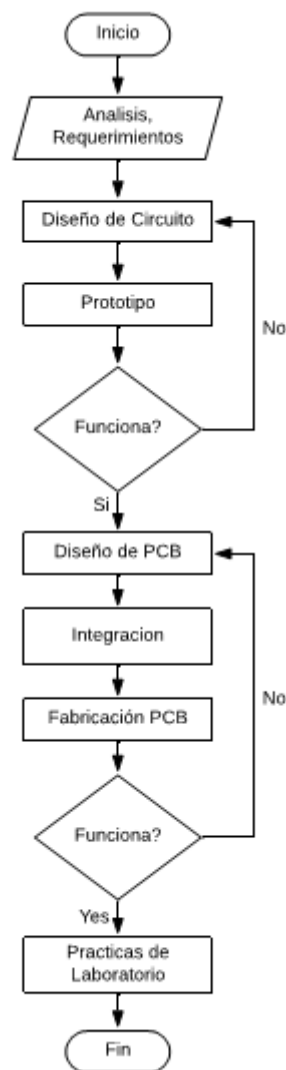 Inicio
Analisis,
Requerimientos
Diseño de Circuito
Prototipo
No
Funciona?
Si
Diseño de PCB
Integracion
No
Fabricación PCB
Funciona?
Yes
Practicas de
Laboratorio
Fin